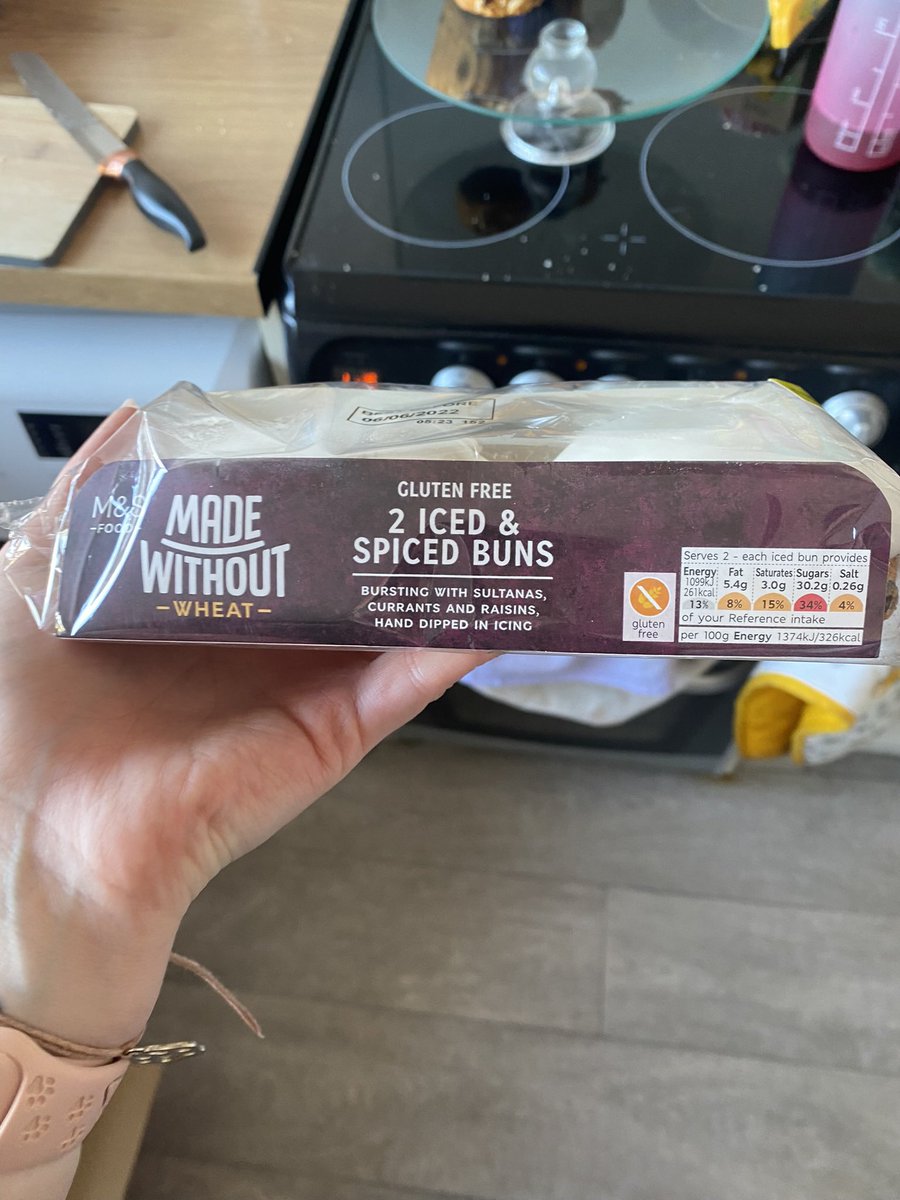 06/06/2022
05:23 152
M&S
-FOOD-
MADE
WITHOUT
-WHEAT-
GLUTEN FREE
2 ICED &
SPICED BUNS
BURSTING WITH SULTANAS,
CURRANTS AND RAISINS,
HAND DIPPED IN ICING
gluten
free
Serves 2 - each iced bun provides
Energy Fat Saturates Sugars Salt
1099kJ 5.4g 3.0g 30.2g 0.26g
261kcal
13% 8% 15% 34% 4%
of your Reference intake
per 100g Energy 1374kJ/326kcal